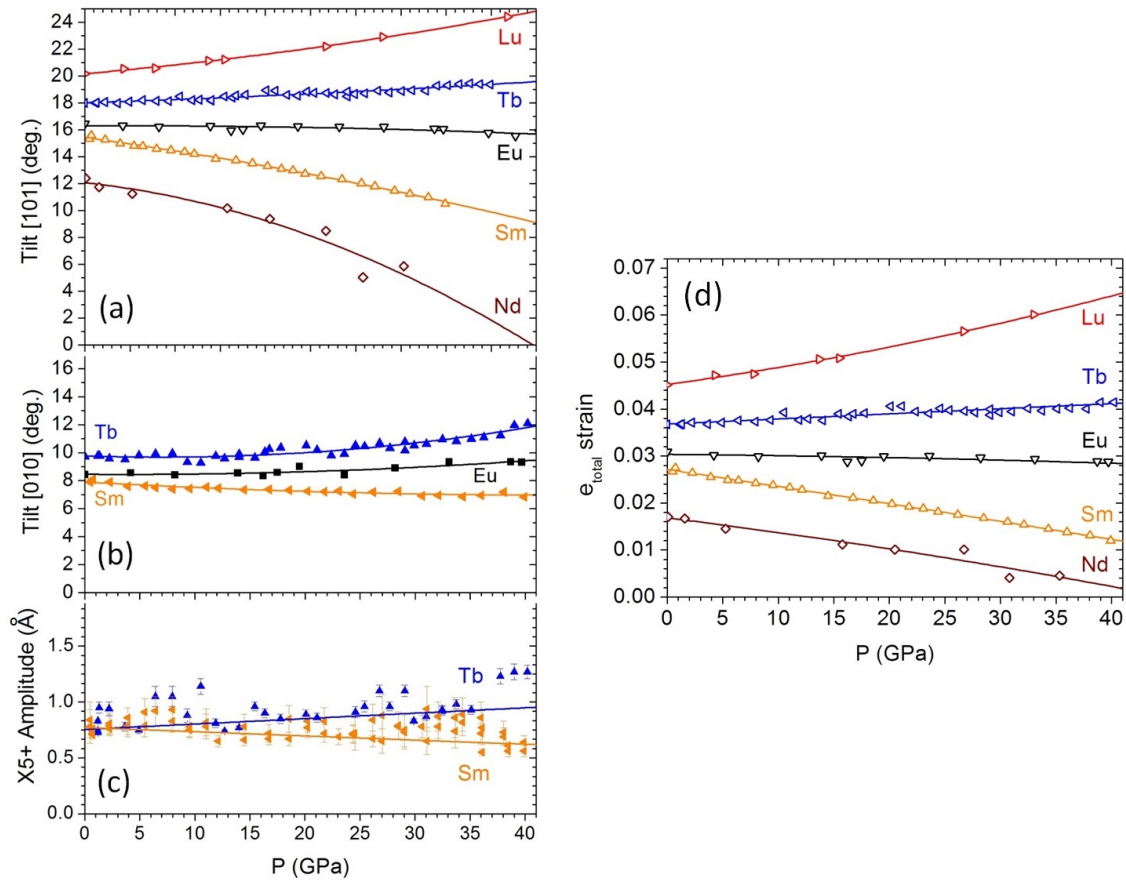 Tilt [101] (deg.)
24
22
20
18
16
14
12
10
8
6
4
2
0
Lu
Tb
Eu
Sm
Nd
(a)
Tilt [010] (deg.)
16
14
12
10
8
6
4
2
0
Tb
Eu
Sm
(b)
X5+ Amplitude (Å)
1.5
1.0
0.5
0.0
Tb
Sm
(c)
0 5 10 15 20 25 30 35 40
P (GPa)
e_total strain
0.07
0.06
0.05
0.04
0.03
0.02
0.01
0.00
(d)
Lu
Tb
Eu
Sm
Nd
0 5 10 15 20 25 30 35 40
P (GPa)